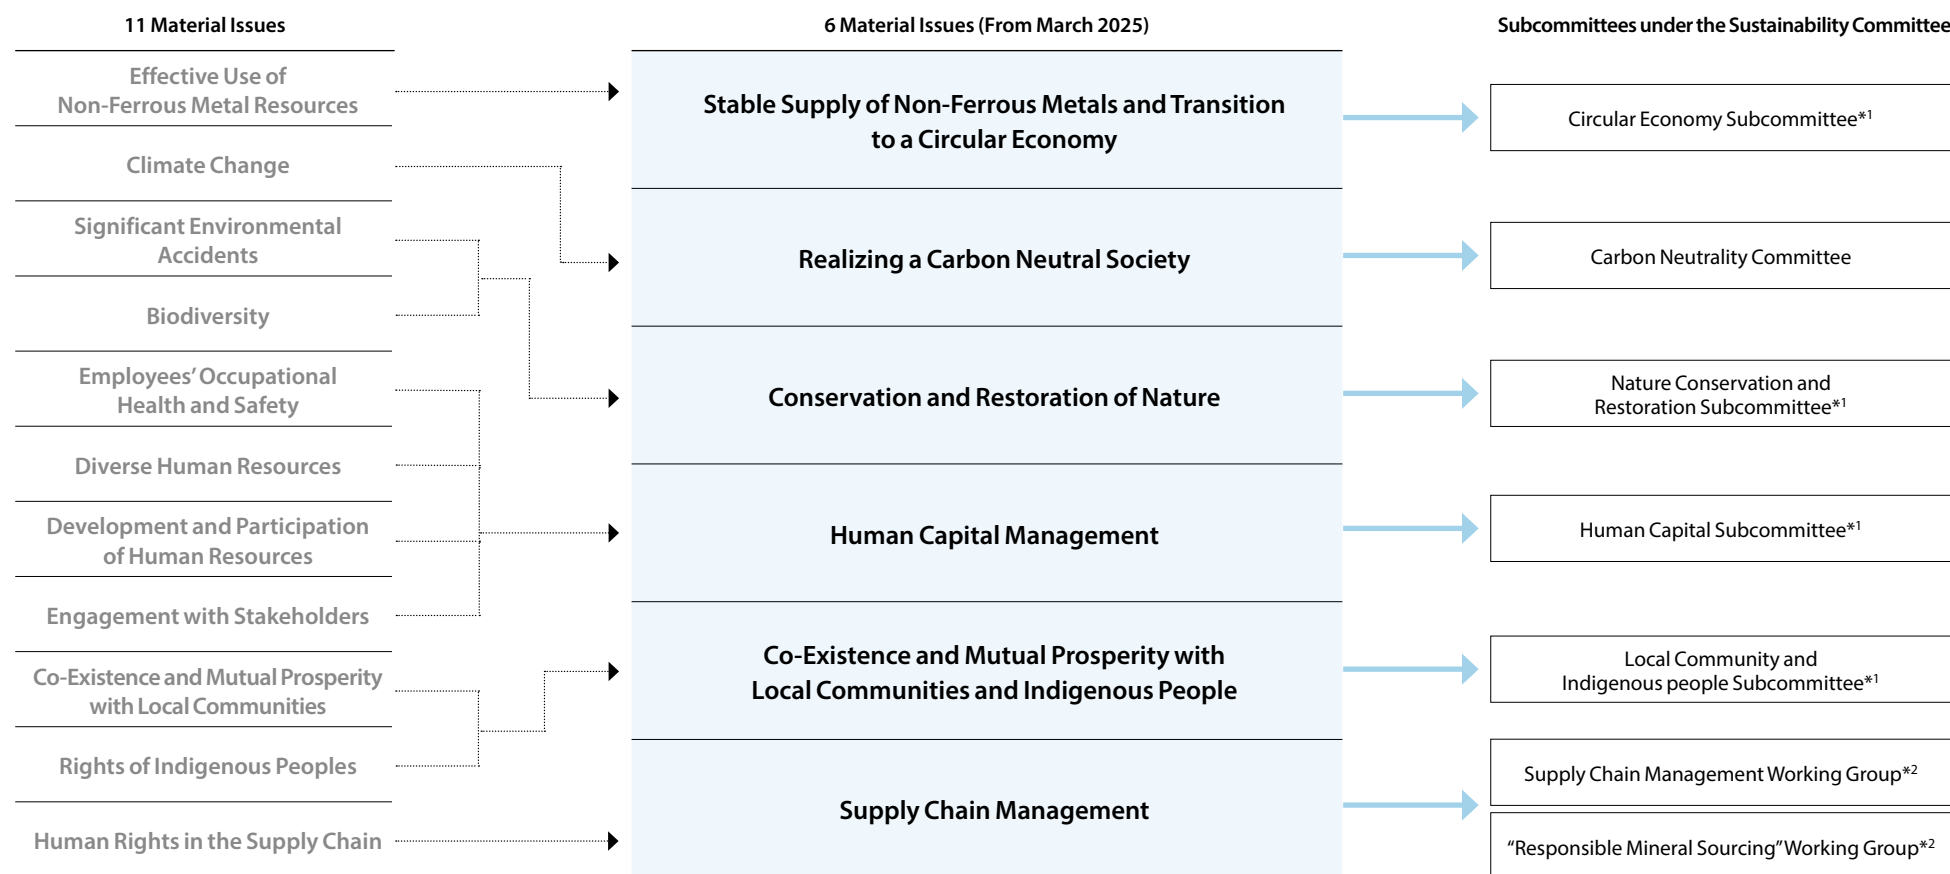 11 Material Issues
6 Material Issues (From March 2025)
Subcommittees under the Sustainability Committee
Effective Use of
Non-Ferrous Metal Resources
Climate Change
Significant Environmental
Accidents
Biodiversity
Employees’ Occupational
Health and Safety
Diverse Human Resources
Development and Participation
of Human Resources
Engagement with Stakeholders
Co-Existence and Mutual Prosperity
with Local Communities
Rights of Indigenous Peoples
Human Rights in the Supply Chain
Stable Supply of Non-Ferrous Metals and Transition
to a Circular Economy
Realizing a Carbon Neutral Society
Conservation and Restoration of Nature
Human Capital Management
Co-Existence and Mutual Prosperity with
Local Communities and Indigenous People
Supply Chain Management
Circular Economy Subcommittee*1
Carbon Neutrality Committee
Nature Conservation and
Restoration Subcommittee*1
Human Capital Subcommittee*1
Local Community and
Indigenous people Subcommittee*1
Supply Chain Management Working Group*2
“Responsible Mineral Sourcing” Working Group*2